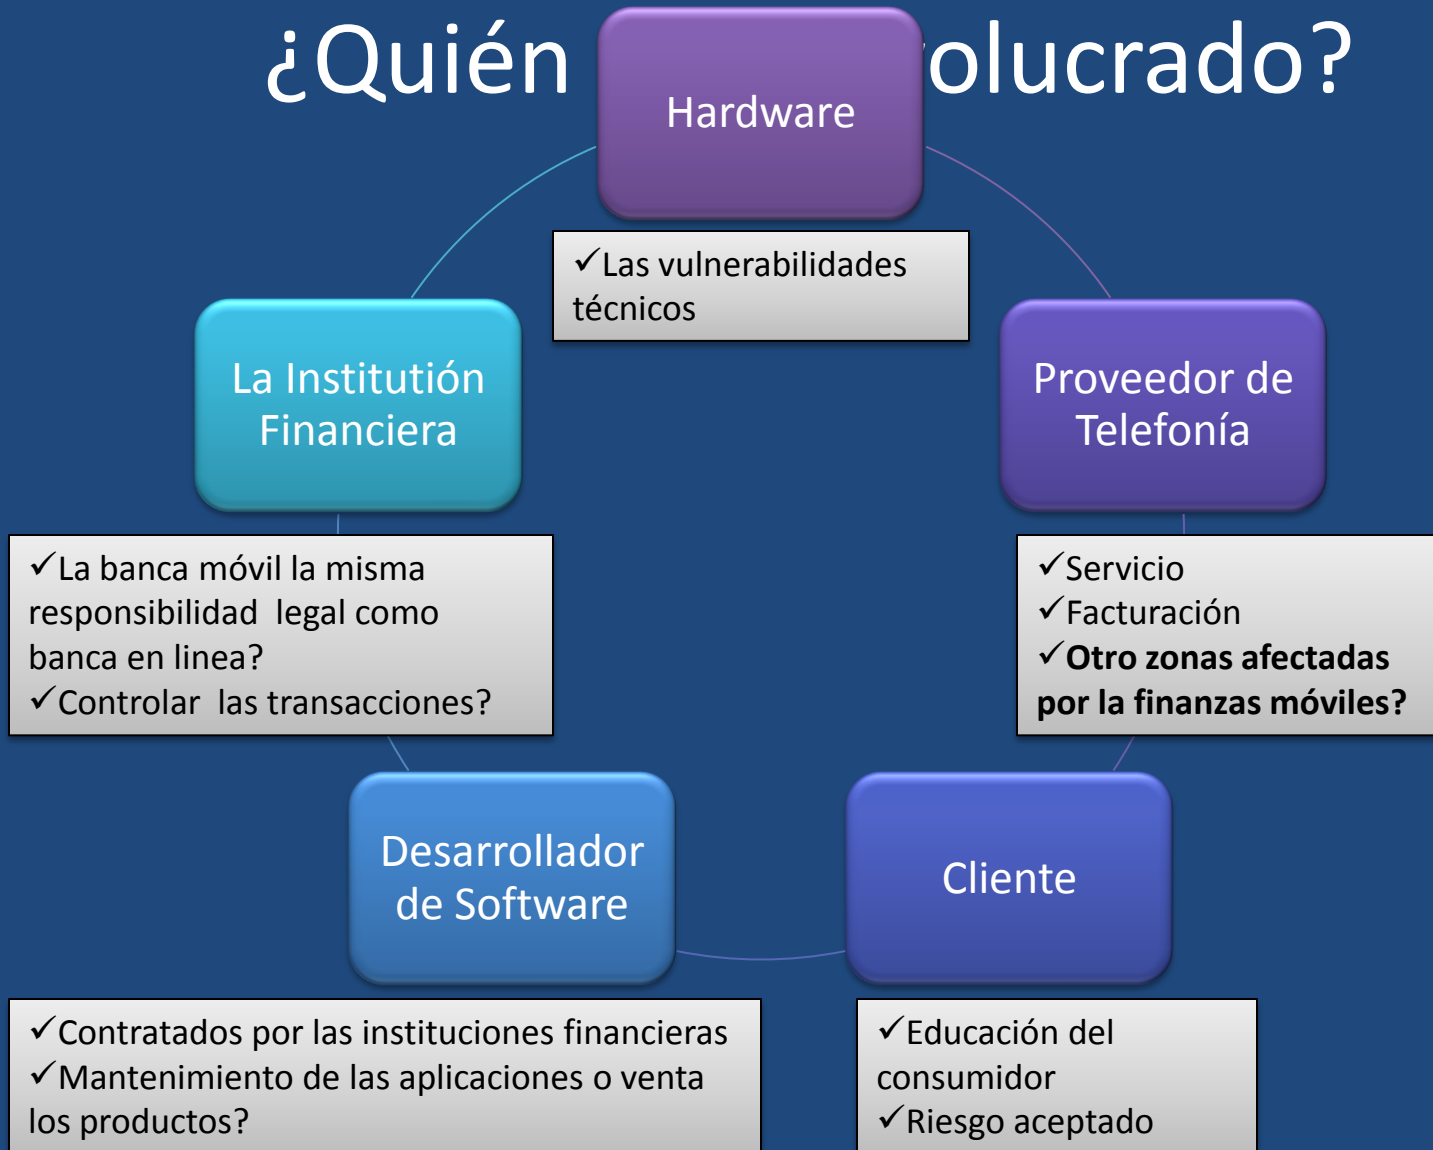 ¿Quién olucrado?
Hardware
✓Las vulnerabilidades
técnicos
La Institutión
Financiera
Proveedor de
Telefonía
✓La banca móvil la misma
responsibilidad legal como
banca en linea?
✓Controlar las transacciones?
✓Servicio
✓Facturación
✓Otro zonas afectadas
por la finanzas móviles?
Desarrollador
de Software
Cliente
✓Contratados por las instituciones financieras
✓Mantenimiento de las aplicaciones o venta
los productos?
✓Educación del
consumidor
✓Riesgo aceptado